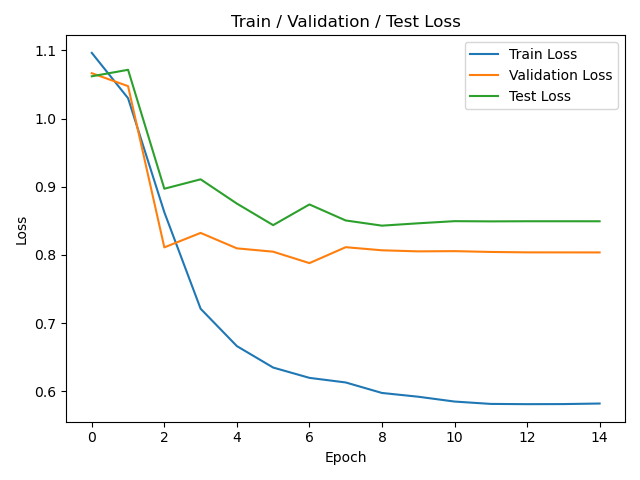 Train / Validation / Test Loss
Train Loss
Validation Loss
Test Loss
1.1
1.0
0.9
0.8
0.7
0.6
Loss
0 2 4 6 8 10 12 14
Epoch